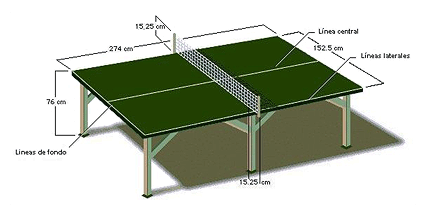 15,25 cm
Línea central
274 cm
152.5 cm
Líneas laterales
76 cm
Líneas de fondo
15.25 cm